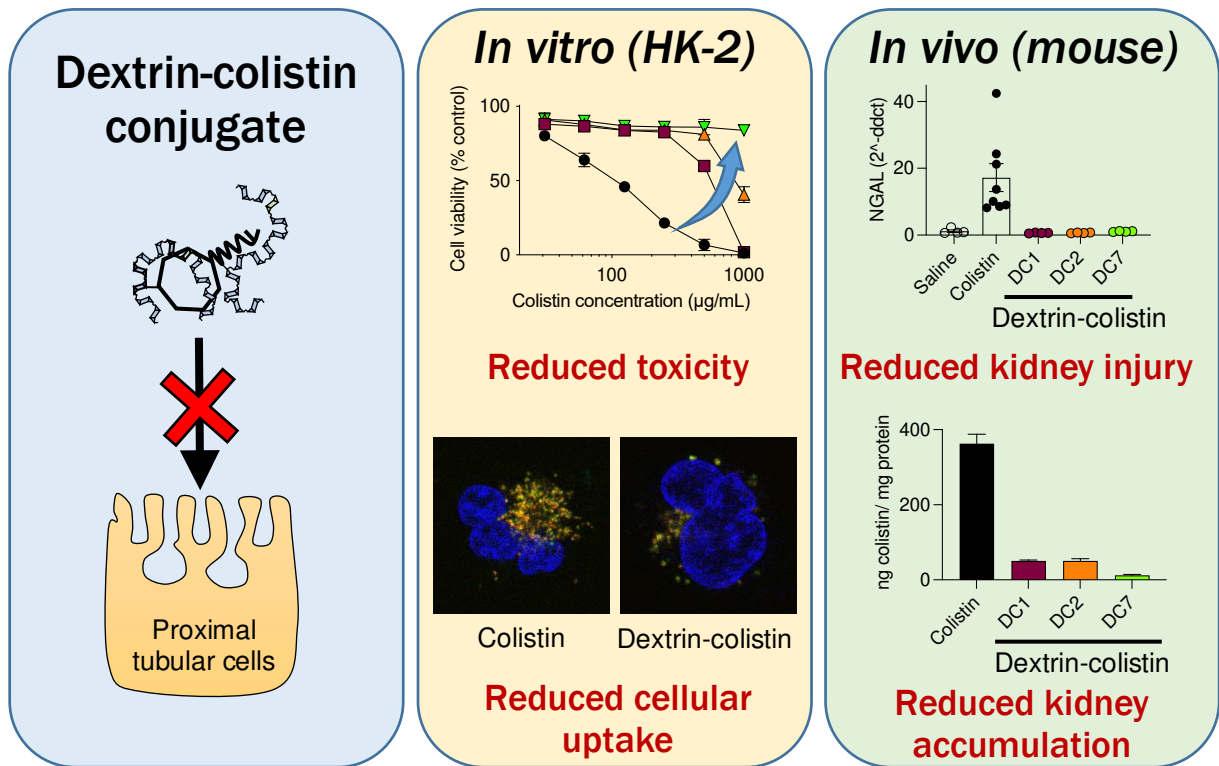 Dextrin-colistin
conjugate
Proximal
tubular cells
In vitro (HK-2)
Cell viability (% control)
100
50
0
100
1000
Colistin concentration (µg/mL)
Reduced toxicity
Colistin
Dextrin-colistin
Reduced cellular
uptake
In vivo (mouse)
NGAL (2^-ddct)
40
20
0
Saline
Colistin
DC1
DC2
DC7
Dextrin-colistin
Reduced kidney injury
ng colistin/ mg protein
400
200
0
Colistin
DC1
DC2
DC7
Dextrin-colistin
Reduced kidney
accumulation